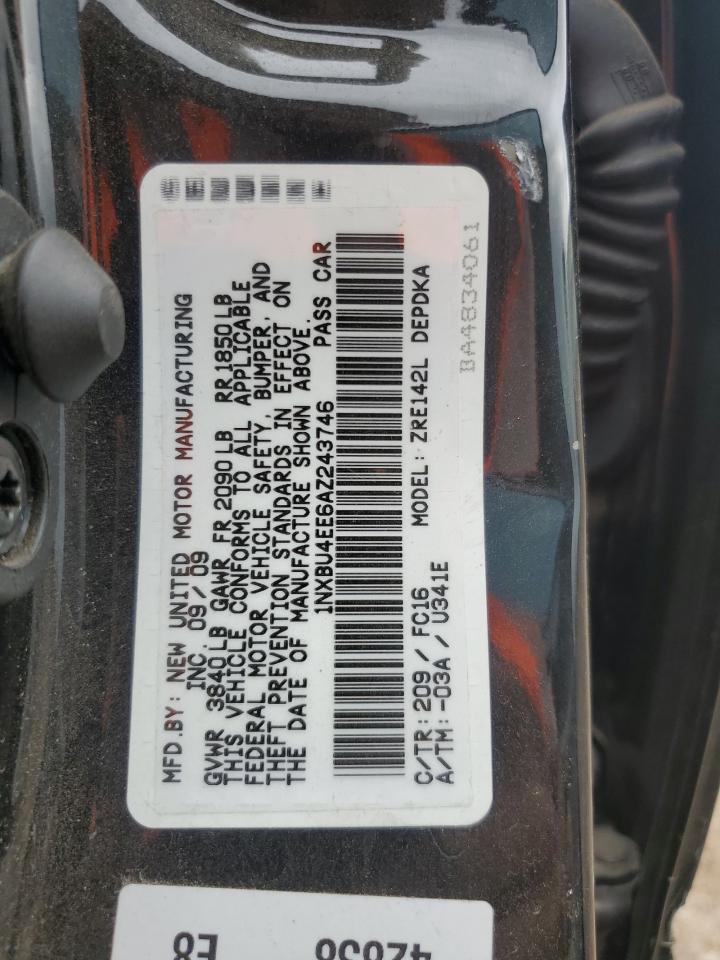 MFD.BY: NEW UNITED MOTOR MANUFACTURING
INC. 09/09
GVWR 3840LB GAWR FR 2090LB RR 1850LB
THIS VEHICLE CONFORMS TO ALL APPLICABLE
FEDERAL MOTOR VEHICLE SAFETY, BUMPER, AND
THEFT PREVENTION STANDARDS IN EFFECT ON
THE DATE OF MANUFACTURE SHOWN ABOVE.
1NXBU4EE6AZ243746 PASS CAR
C/TR: 209/FC16 MODEL: ZRE142L DEPDKA
A/TM: -03A/U341E
BA4834061